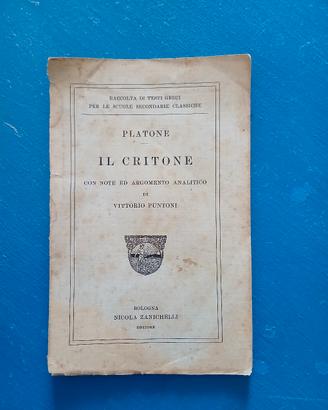 RACCOLTA DI TESTI GRECI
PER LE SCUOLE SECONDARIE CLASSICHE
PLATONE
IL CRITONE
CON NOTE ED ARGOMENTO ANALITICO
DI
VITTORIO PUNTONI
BOLOGNA
NICOLA ZANICHELLI
EDITORE